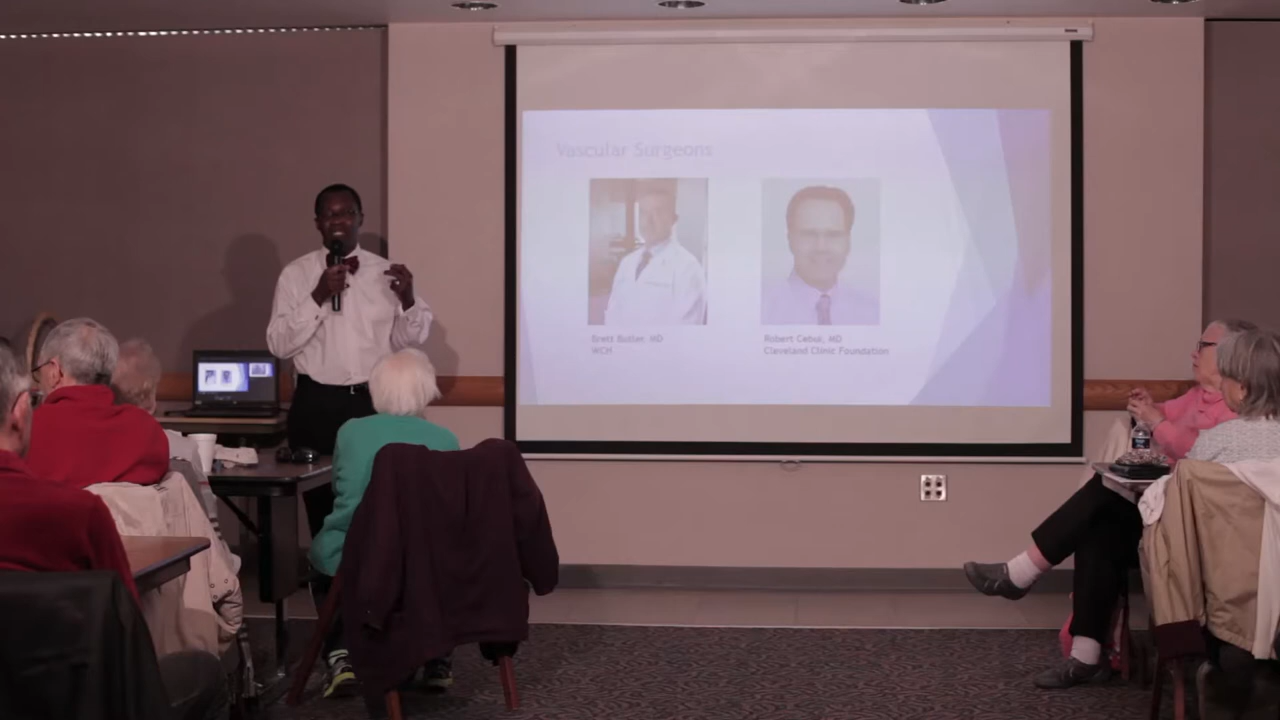 Vascular Surgeons
Brett Butler, MD
WCH
Robert Cebul, MD
Cleveland Clinic Foundation